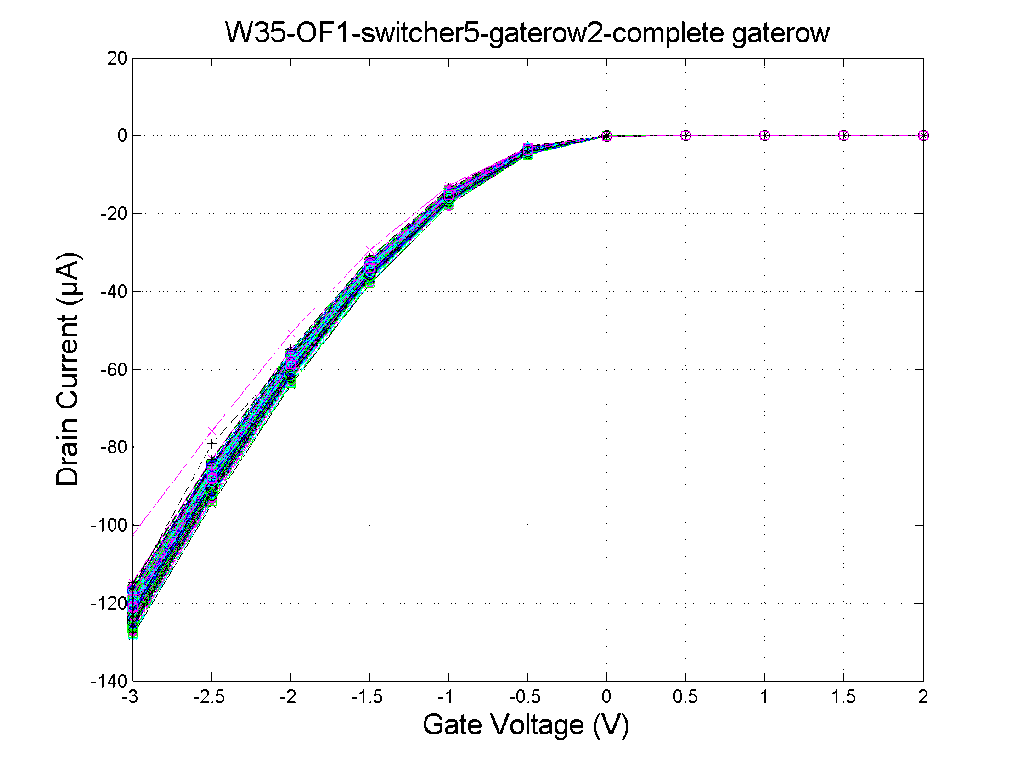 W35-OF1-switcher5-gaterow2-complete gaterow
20
0
-20
-40
-60
-80
-100
-120
-140
Drain Current (µA)
-3 -2.5 -2 -1.5 -1 -0.5 0 0.5 1 1.5 2
Gate Voltage (V)